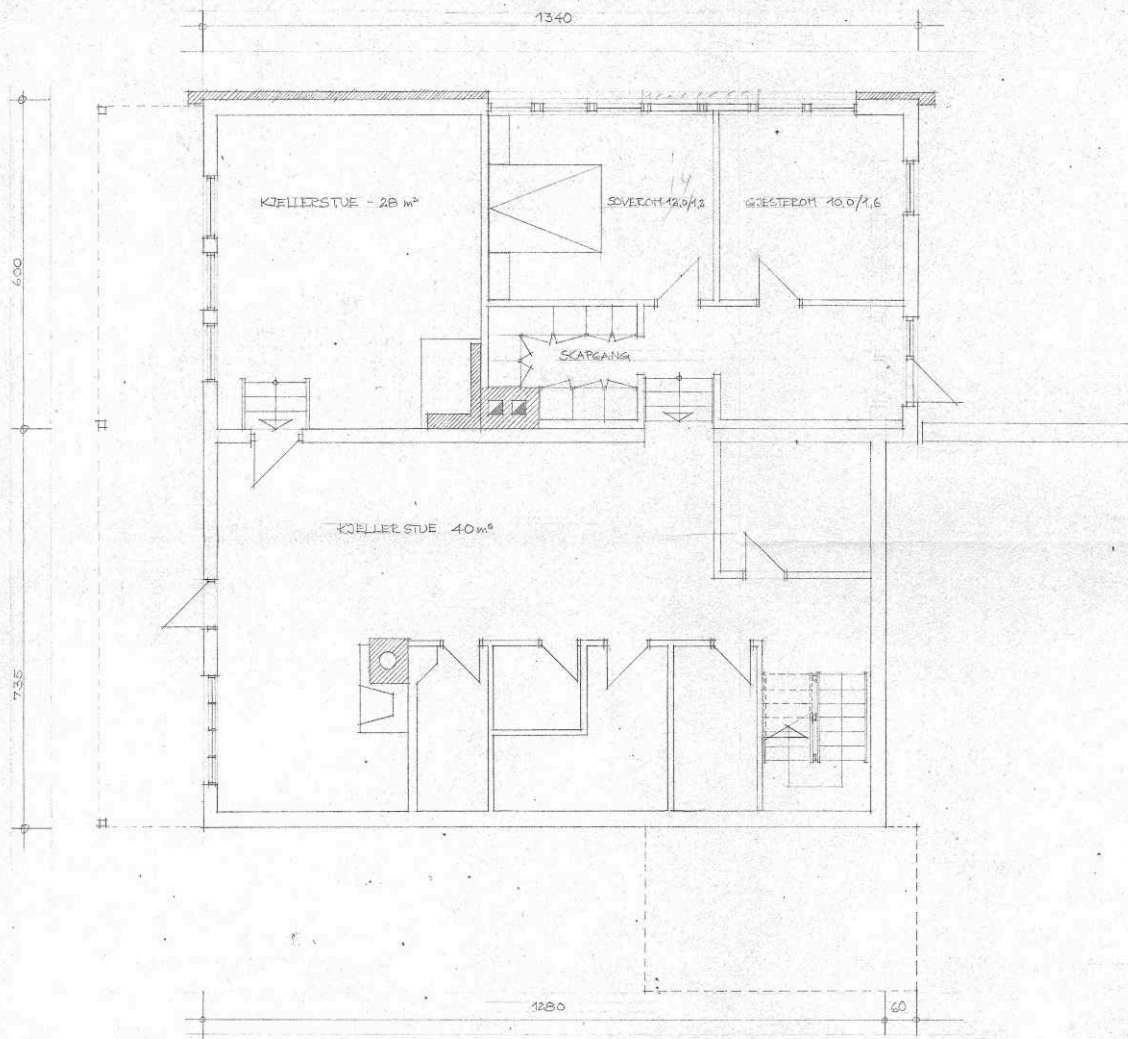 1340
KJELLERSTUE - 28 m²
14
SOVEROM 12,0/1,2
GJESTEROM 10,0/1,6
600
SKAPGANG
KJELLERSTUE 40 m²
735
1280
60